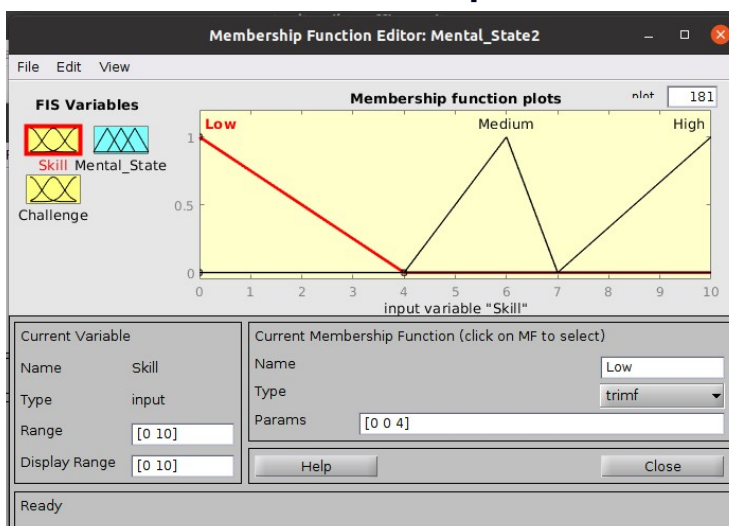 Membership Function Editor: Mental_State2
File Edit View
FIS Variables
Skill Mental_State
Challenge
Membership function plots
plot 181
Low Medium High
1
0.5
0
0 1 2 3 4 5 6 7 8 9 10
input variable "Skill"
Current Variable
Name Skill
Type input
Range [0 10]
Display Range [0 10]
Current Membership Function (click on MF to select)
Name Low
Type trimf
Params [0 0 4]
Help Close
Ready